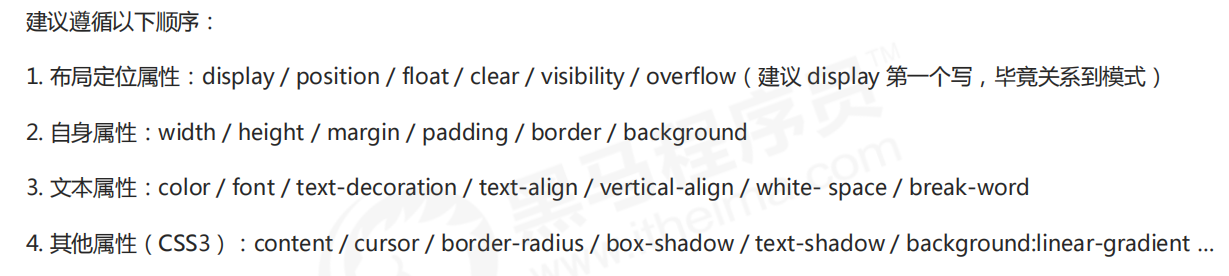 建议遵循以下顺序：
1. 布局定位属性：display / position / float / clear / visibility / overflow（建议 display 第一个写，毕竟关系到模式）
2. 自身属性：width / height / margin / padding / border / background
3. 文本属性：color / font / text-decoration / text-align / vertical-align / white- space / break-word
4. 其他属性（CSS3）：content / cursor / border-radius / box-shadow / text-shadow / background:linear-gradient …
黑马程序员™
www.itheima.com